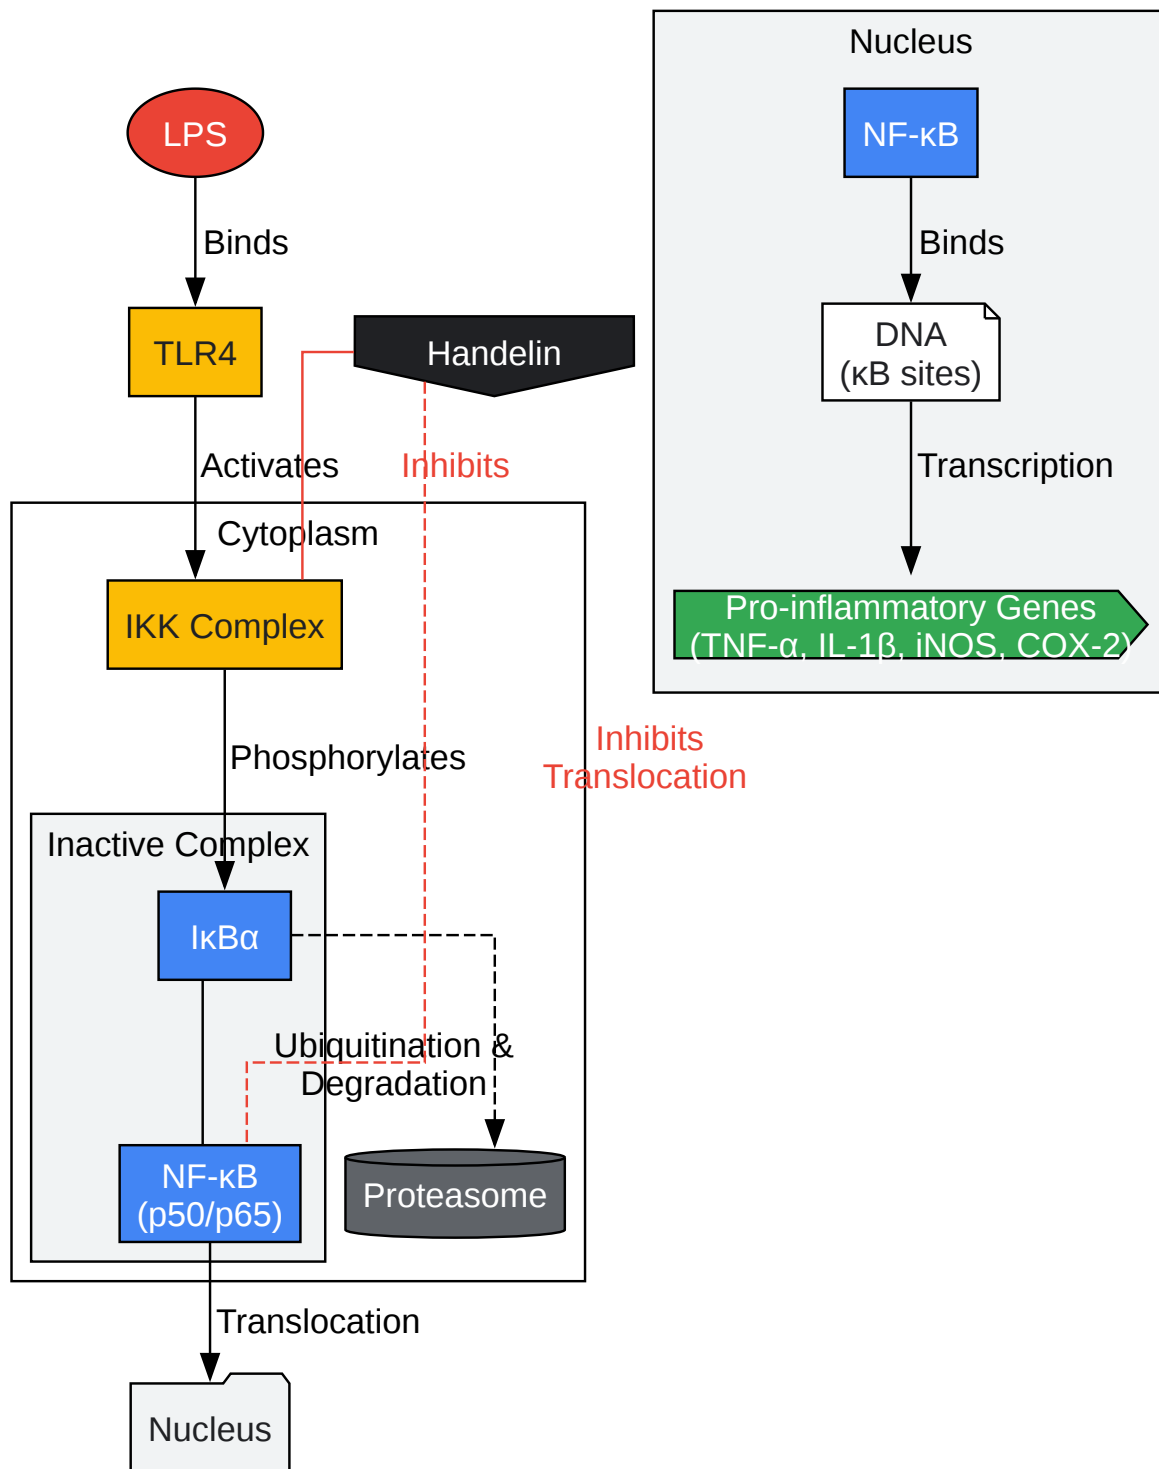 LPS
Binds
TLR4
Handelin
Activates
Inhibits
Cytoplasm
IKK Complex
Phosphorylates
Inhibits
Translocation
Inactive Complex
IκBα
Ubiquitination &
Degradation
NF-κB
(p50/p65)
Proteasome
Translocation
Nucleus
Nucleus
NF-κB
Binds
DNA
(κB sites)
Transcription
Pro-inflammatory Genes
(TNF-α, IL-1β, iNOS, COX-2)